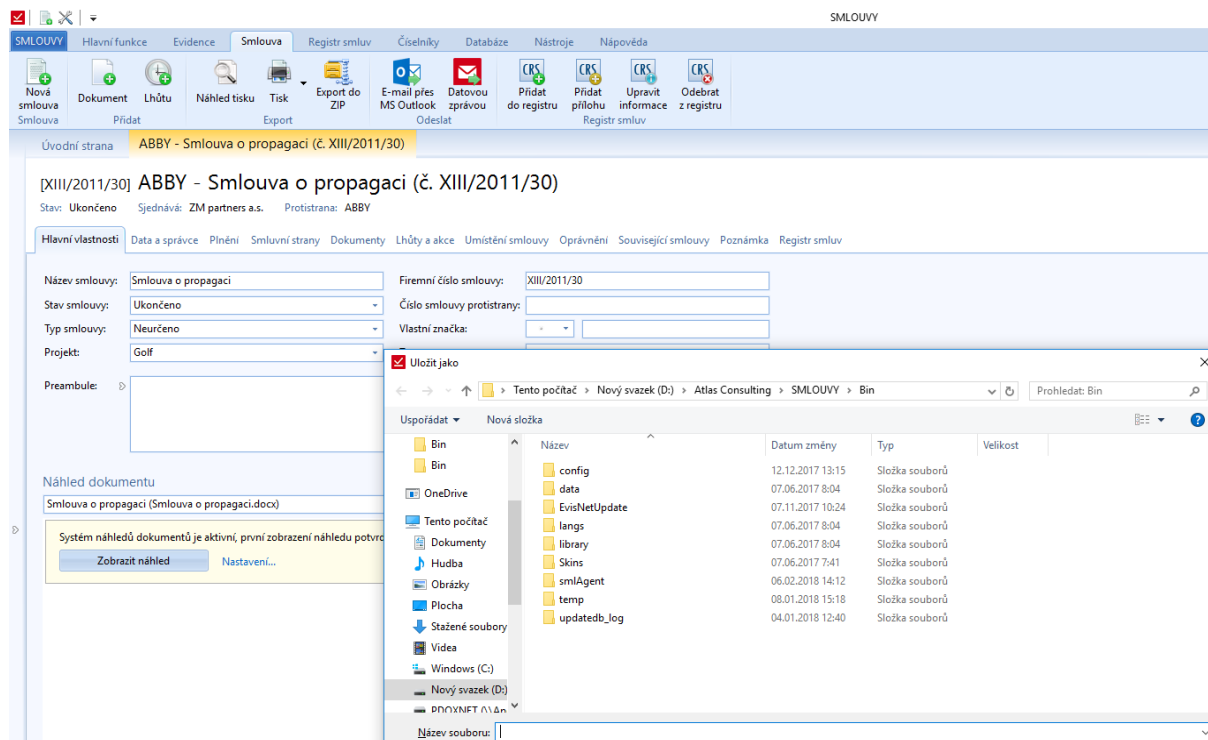 SMLOUVY
SMLOUVY Hlavní funkce Evidence Smlouva Registr smluv Číselníky Databáze Nástroje Nápověda
Nová smlouva
Dokument
Lhůtu
Náhled tisku
Tisk
Export do ZIP
E-mail přes MS Outlook
Datovou zprávou
Přidat do registru
Přidat přílohu
Upravit informace
Odebrat z registru
CRS CRS CRS CRS
Smlouva Přidat Export Odeslat Registr smluv
Úvodní strana ABBY - Smlouva o propagaci (č. XIII/2011/30)
[XIII/2011/30] ABBY - Smlouva o propagaci (č. XIII/2011/30)
Stav: Ukončeno Sjednává: ZM partners a.s. Protistrana: ABBY
Hlavní vlastnosti Data a správce Plnění Smluvní strany Dokumenty Lhůty a akce Umístění smlouvy Oprávnění Související smlouvy Poznámka Registr smluv
Název smlouvy: Smlouva o propagaci Firemní číslo smlouvy: XIII/2011/30
Stav smlouvy: Ukončeno Číslo smlouvy protistrany:
Typ smlouvy: Neurčeno Vlastní značka:
Projekt: Golf
Preambule:
Náhled dokumentu
Smlouva o propagaci (Smlouva o propagaci.docx)
Systém náhledů dokumentů je aktivní, první zobrazení náhledu potvrd
Zobrazit náhled Nastavení...
Uložit jako
Tento počítač > Nový svazek (D:) > Atlas Consulting > SMLOUVY > Bin Prohledat: Bin
Uspořádat Nová složka
Bin
Bin
OneDrive
Tento počítač
Dokumenty
Hudba
Obrázky
Plocha
Stažené soubory
Videa
Windows (C:)
Nový svazek (D:)
PDOXNET (\\An
Název Datum změny Typ Velikost
config 12.12.2017 13:15 Složka souborů
data 07.06.2017 8:04 Složka souborů
EvisNetUpdate 07.11.2017 10:24 Složka souborů
langs 07.06.2017 8:04 Složka souborů
library 07.06.2017 8:04 Složka souborů
Skins 07.06.2017 7:41 Složka souborů
smlAgent 06.02.2018 14:12 Složka souborů
temp 08.01.2018 15:18 Složka souborů
updatedb_log 04.01.2018 12:40 Složka souborů
Název souboru: